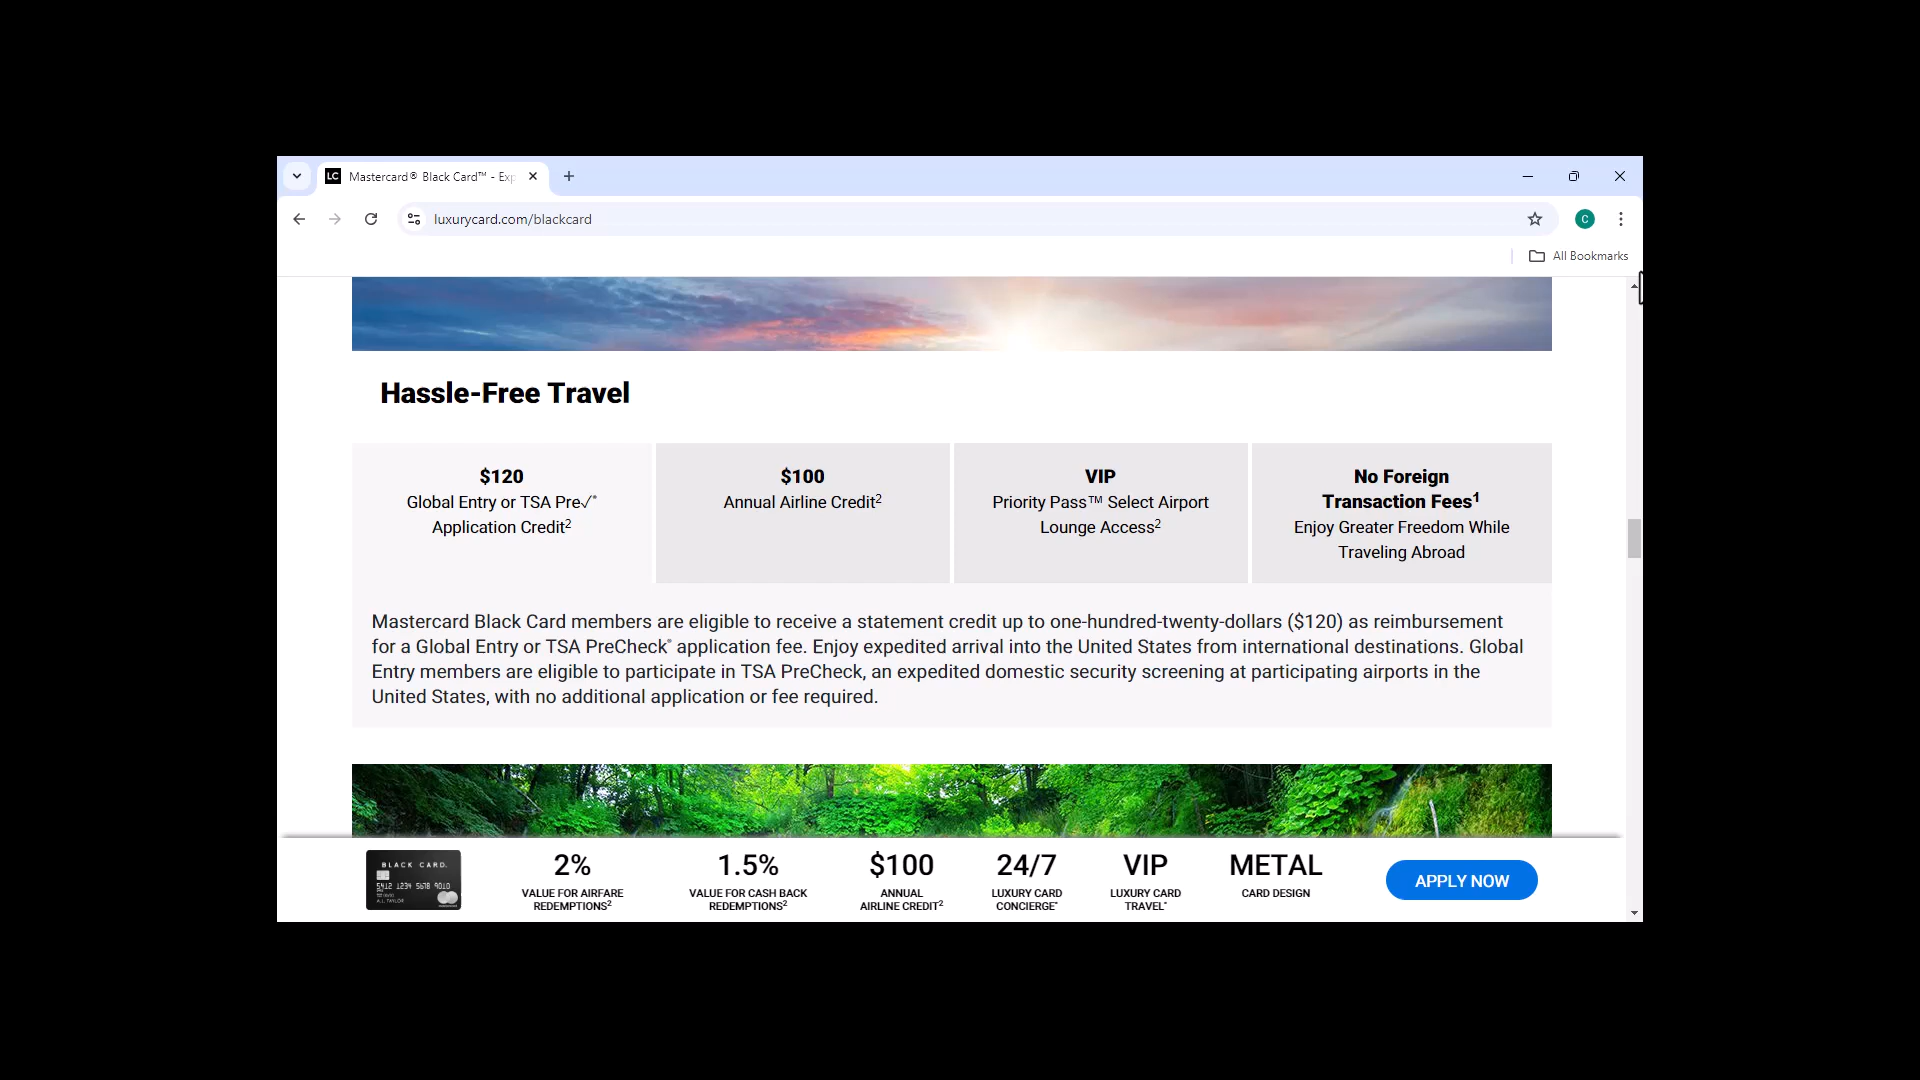 LC Mastercard® Black Card™ - Exp
luxurycard.com/blackcard
C
All Bookmarks
Hassle-Free Travel
$120
Global Entry or TSA Pre✓®
Application Credit²
$100
Annual Airline Credit²
VIP
Priority Pass™ Select Airport
Lounge Access²
No Foreign
Transaction Fees¹
Enjoy Greater Freedom While
Traveling Abroad
Mastercard Black Card members are eligible to receive a statement credit up to one-hundred-twenty-dollars ($120) as reimbursement
for a Global Entry or TSA PreCheck® application fee. Enjoy expedited arrival into the United States from international destinations. Global
Entry members are eligible to participate in TSA PreCheck, an expedited domestic security screening at participating airports in the
United States, with no additional application or fee required.
BLACK CARD.
5412 1234 5678 9010
A.L. TAYLOR
2%
VALUE FOR AIRFARE
REDEMPTIONS²
1.5%
VALUE FOR CASH BACK
REDEMPTIONS²
$100
ANNUAL
AIRLINE CREDIT²
24/7
LUXURY CARD
CONCIERGE®
VIP
LUXURY CARD
TRAVEL®
METAL
CARD DESIGN
APPLY NOW